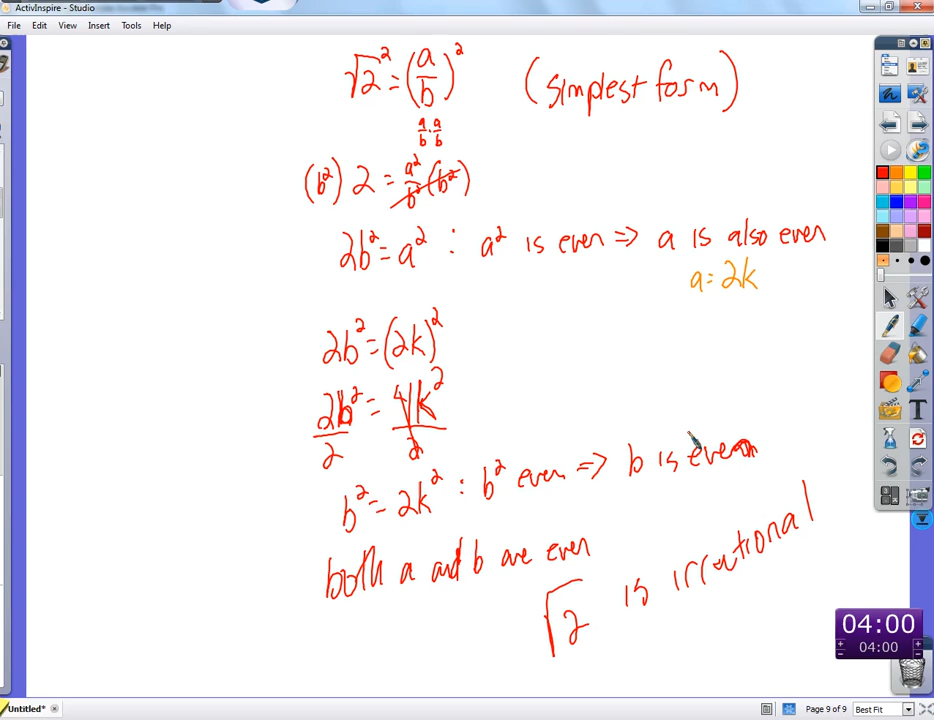 ActivInspire - Studio
File Edit View Insert Tools Help
√2² = (a/b)² (simplest form)
a/b · a/b
(b²) 2 = a²/b² (b²)
2b² = a² : a² is even => a is also even
a = 2k
2b² = (2k)²
2b²/2 = 4k²/2
b² = 2k² : b² even => b is even
both a and b are even
√2 is irrational
04:00
04:00
Untitled*
Page 9 of 9
Best Fit